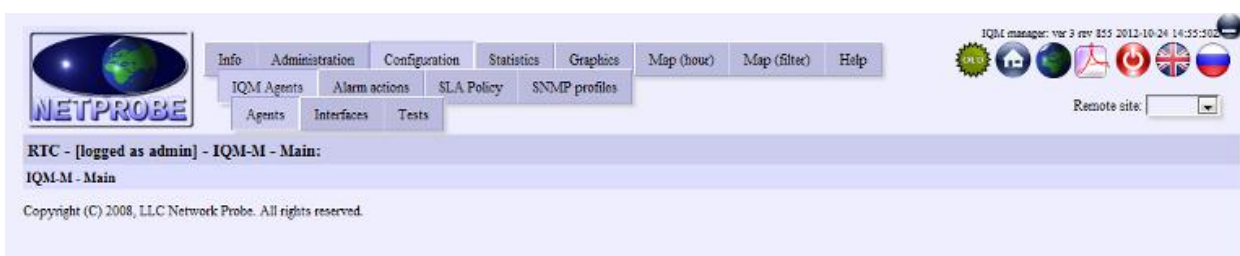 IQM manager: ver 3 rev 855 2012-10-24 14:55:50Z
NETPROBE
Info Administration Configuration Statistics Graphics Map (hour) Map (filter) Help
IQM Agents Alarm actions SLA Policy SNMP profiles
Agents Interfaces Tests
Remote site:
RTC - [logged as admin] - IQM-M - Main:
IQM-M - Main
Copyright (C) 2008, LLC Network Probe. All rights reserved.